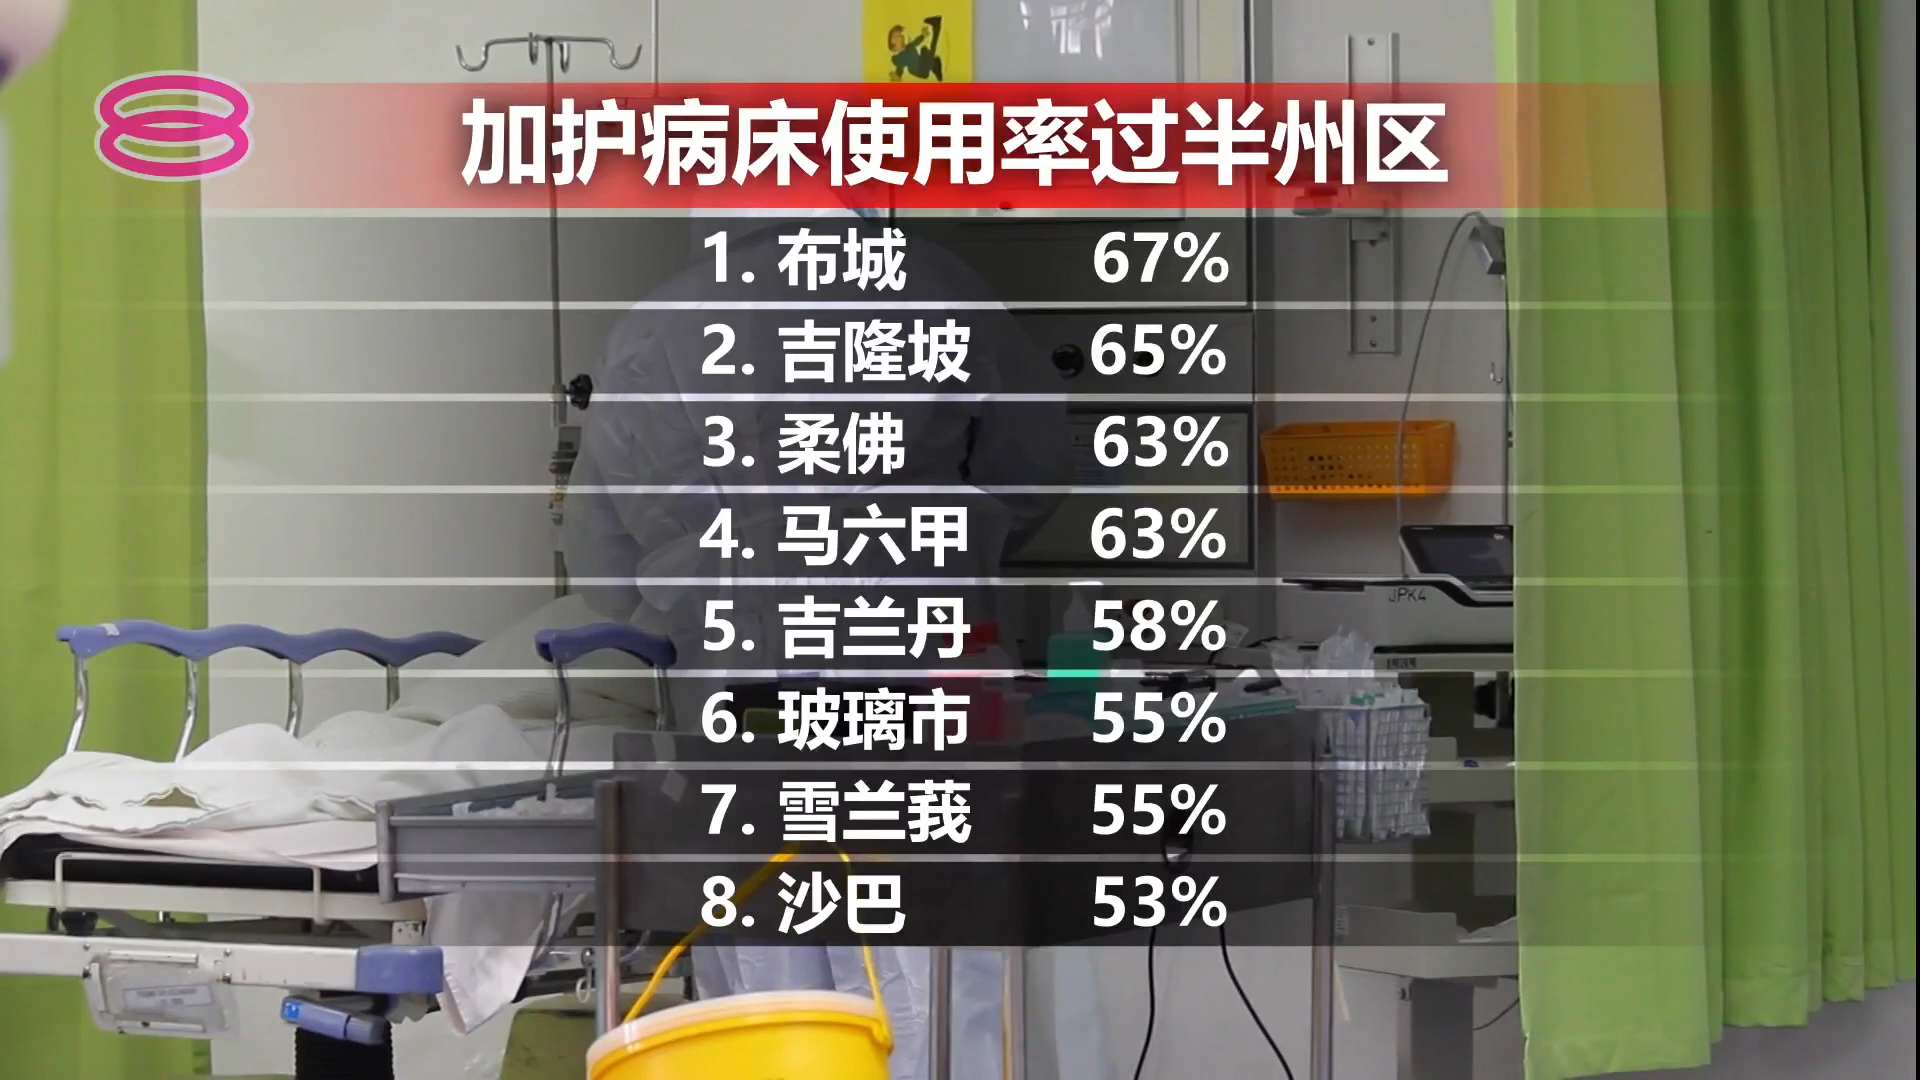 加护病床使用率过半州区
1. 布城 67%
2. 吉隆坡 65%
3. 柔佛 63%
4. 马六甲 63%
5. 吉兰丹 58%
6. 玻璃市 55%
7. 雪兰莪 55%
8. 沙巴 53%
JPK4